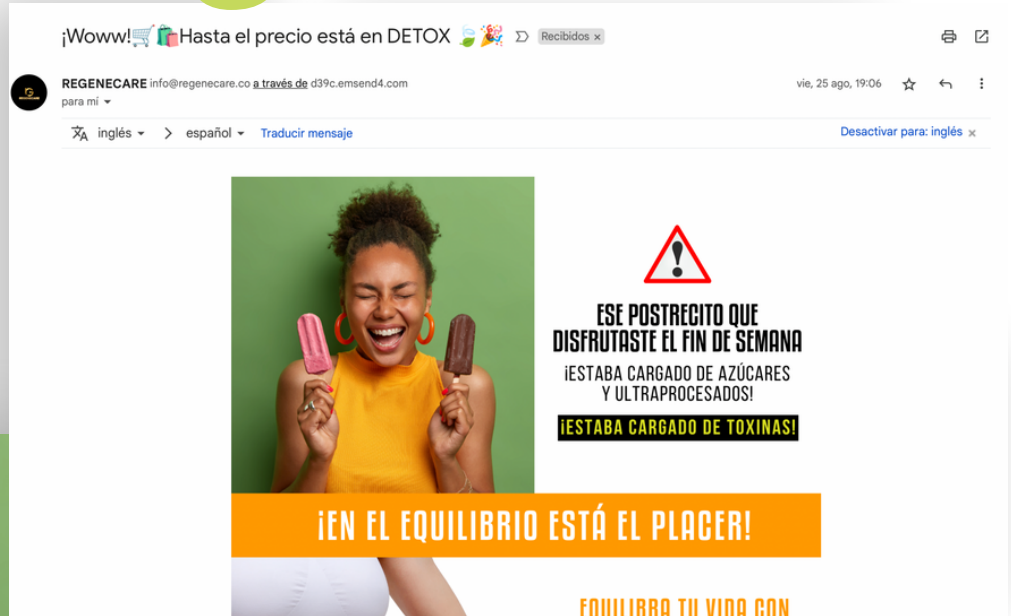 ¡Woww!🛒🛍️Hasta el precio está en DETOX 🍃🎉 Recibidos ×
REGENECARE info@regenecare.co a través de d39c.emsend4.com
vie, 25 ago, 19:06
para mí
inglés > español Traducir mensaje
Desactivar para: inglés ×
ESE POSTRECITO QUE
DISFRUTASTE EL FIN DE SEMANA
¡ESTABA CARGADO DE AZÚCARES
Y ULTRAPROCESADOS!
¡ESTABA CARGADO DE TOXINAS!
¡EN EL EQUILIBRIO ESTÁ EL PLACER!
EQUILIBRA TU VIDA CON